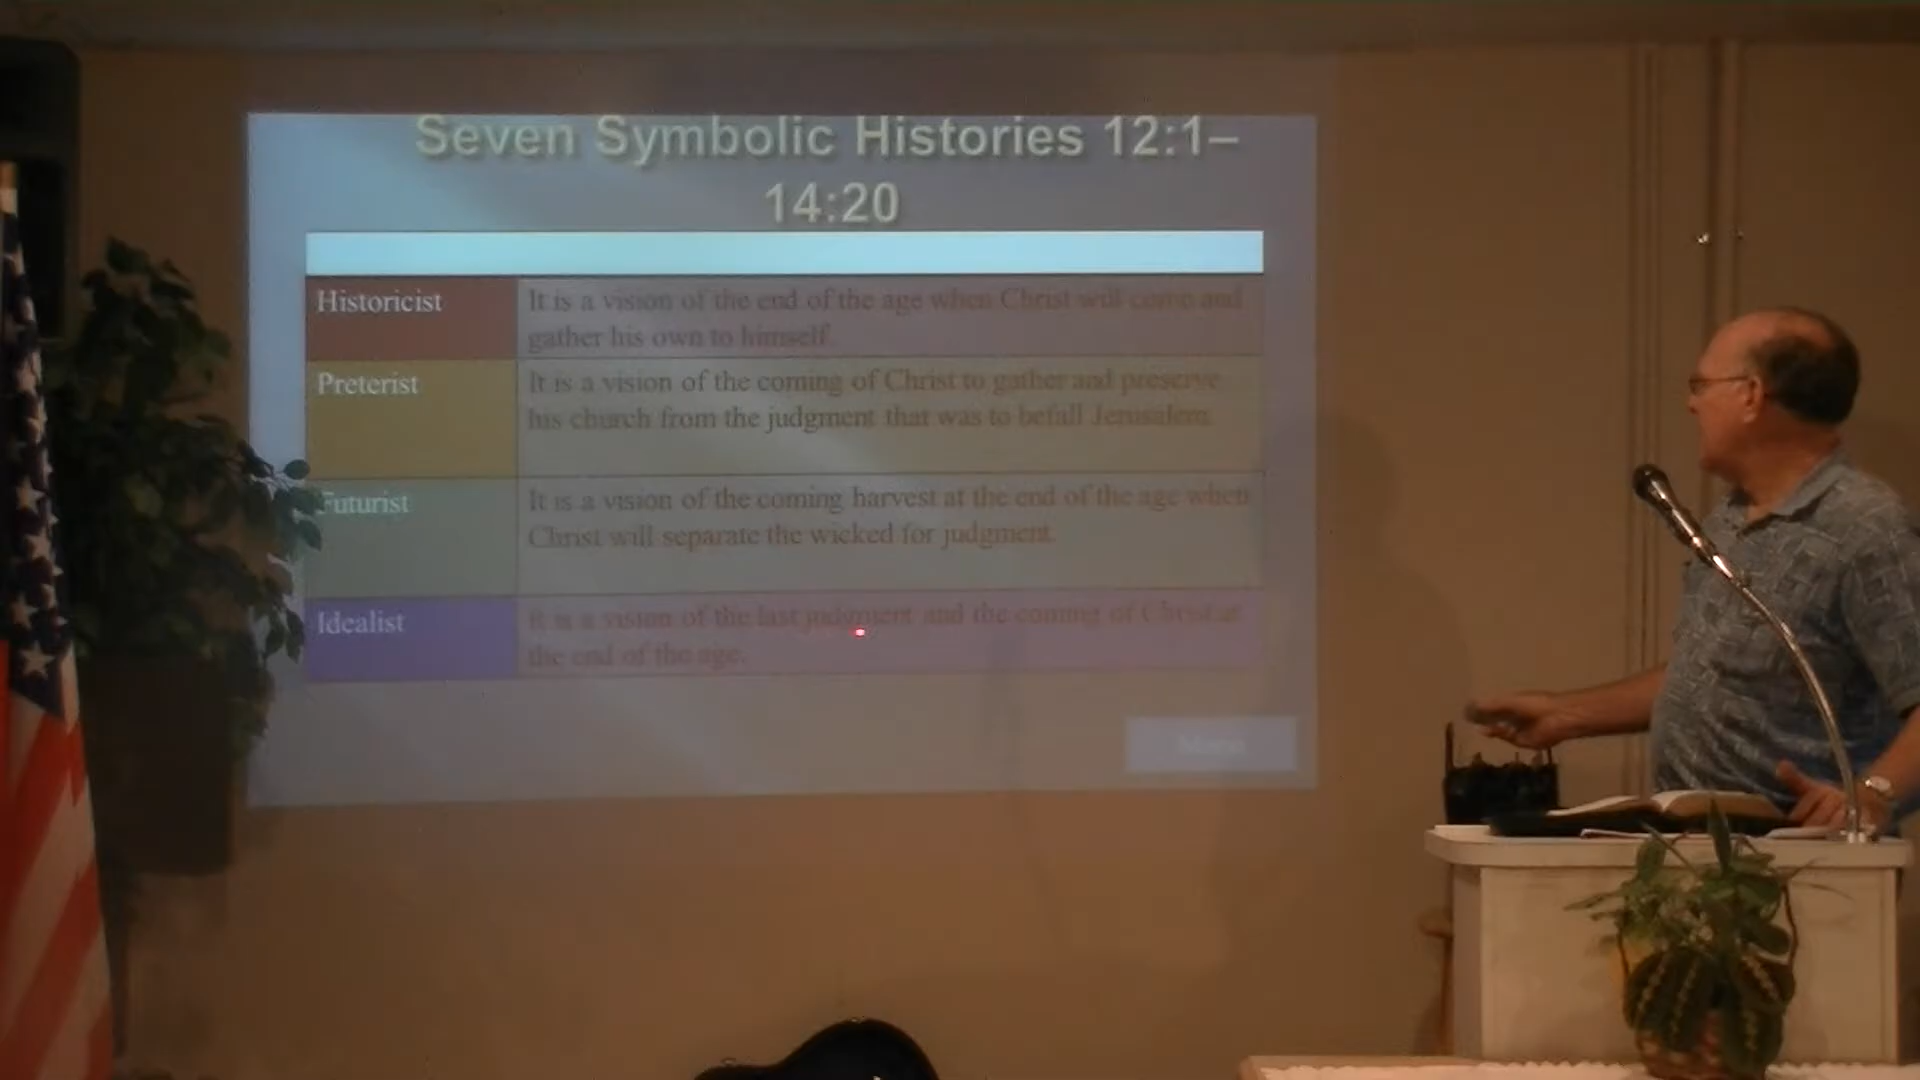 Seven Symbolic Histories 12:1–
14:20
Historicist
It is a vision of the end of the age when Christ will come and
gather his own to himself.
Preterist
It is a vision of the coming of Christ to gather and preserve
his church from the judgment that was to befall Jerusalem.
Futurist
It is a vision of the coming harvest at the end of the age when
Christ will separate the wicked for judgment.
Idealist
It is a vision of the last judgment and the coming of Christ at
the end of the age.